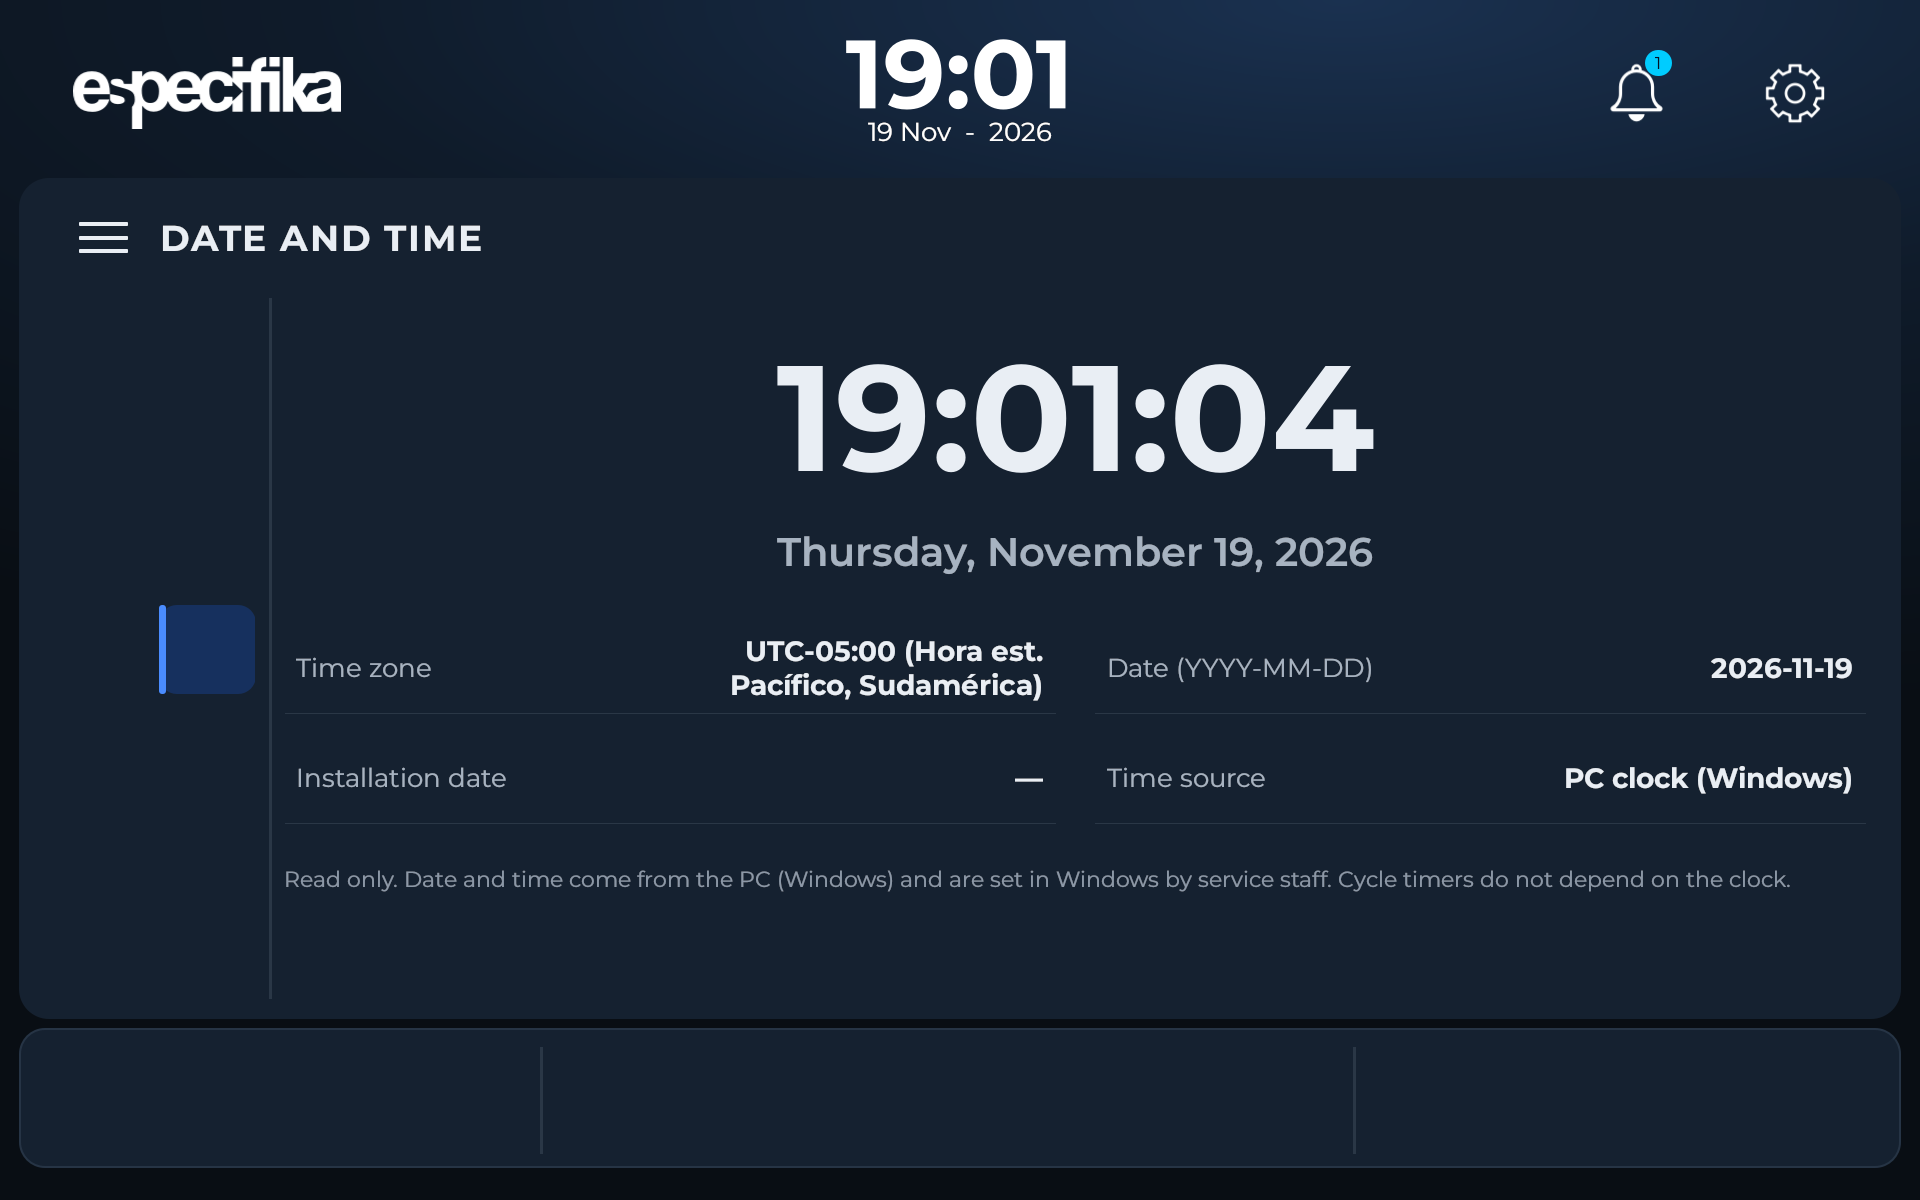 especifika
19:01
19 Nov - 2026
1
DATE AND TIME
19:01:04
Thursday, November 19, 2026
Time zone
UTC-05:00 (Hora est.
Pacífico, Sudamérica)
Date (YYYY-MM-DD)
2026-11-19
Installation date
—
Time source
PC clock (Windows)
Read only. Date and time come from the PC (Windows) and are set in Windows by service staff. Cycle timers do not depend on the clock.